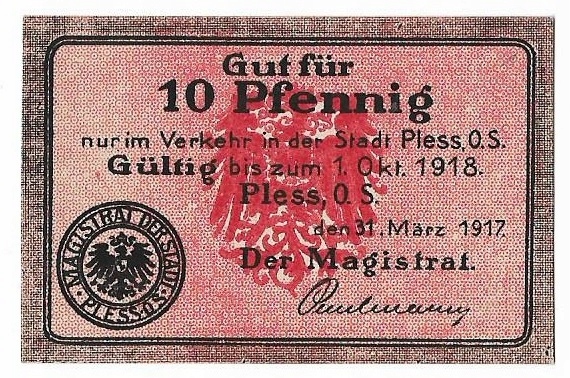 Gut für
10 Pfennig
nur im Verkehr in der Stadt Pless, O.S.
Gültig bis zum 1. Okt. 1918.
Pless, O. S.
den 31. März 1917.
Der Magistrat.
MAGISTRAT DER STADT
PLESS O.S.